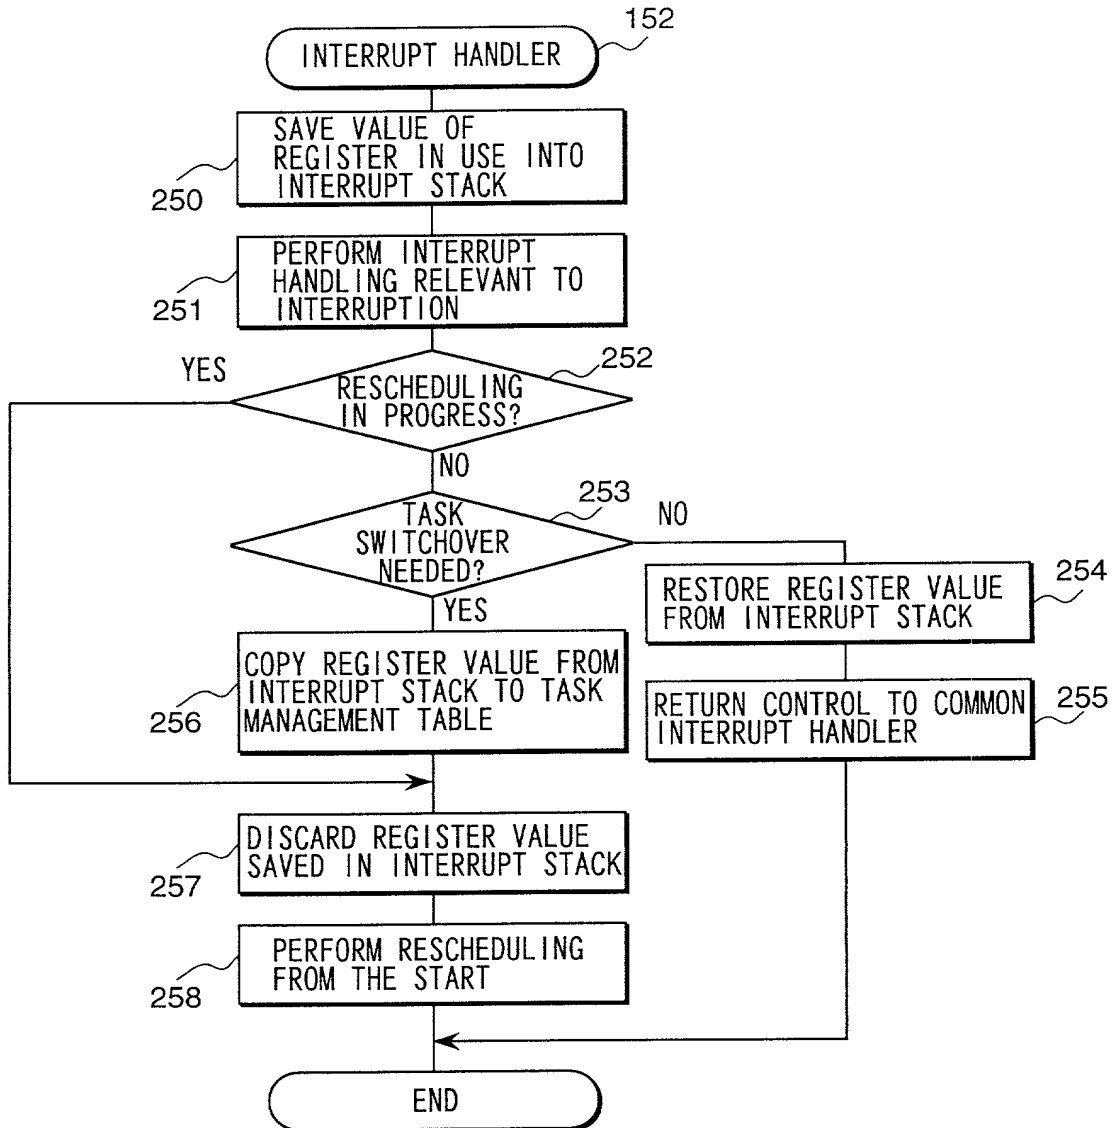 152
INTERRUPT HANDLER
SAVE VALUE OF
REGISTER IN USE INTO
INTERRUPT STACK
250
PERFORM INTERRUPT
HANDLING RELEVANT TO
INTERRUPTION
251
YES
252
RESCHEDULING
IN PROGRESS?
NO
253
TASK
SWITCHOVER
NEEDED?
NO
YES
254
RESTORE REGISTER VALUE
FROM INTERRUPT STACK
COPY REGISTER VALUE FROM
INTERRUPT STACK TO TASK
MANAGEMENT TABLE
256
255
RETURN CONTROL TO COMMON
INTERRUPT HANDLER
DISCARD REGISTER VALUE
SAVED IN INTERRUPT STACK
257
PERFORM RESCHEDULING
FROM THE START
258
END